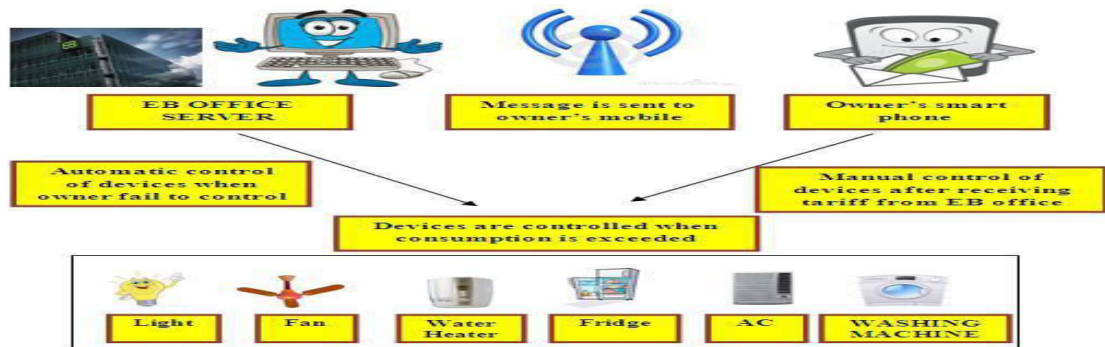 EB OFFICE
SERVER
Message is sent to
owner's mobile
Owner's smart
phone
Automatic control
of devices when
owner fail to control
Manual control of
devices after receiving
tariff from EB office
Devices are controlled when
consumption is exceeded
Light
Fan
Water
Heater
Fridge
AC
WASHING
MACHINE